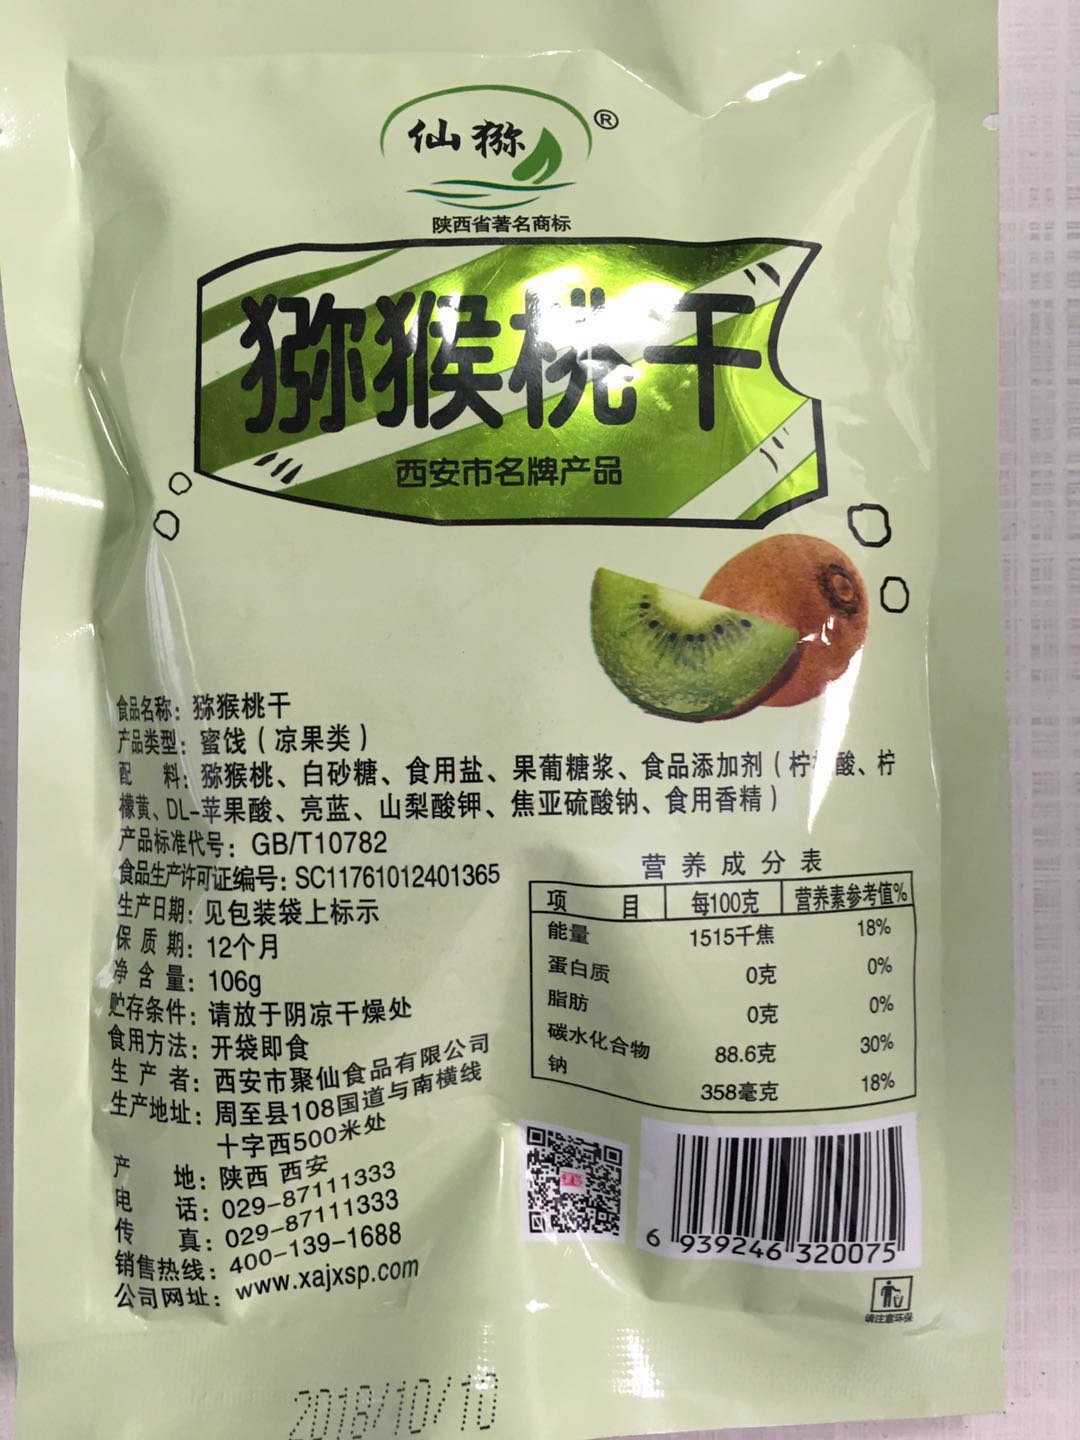 仙猕®
陕西省著名商标
猕猴桃干
西安市名牌产品
食品名称：猕猴桃干
产品类型：蜜饯（凉果类）
配 料：猕猴桃、白砂糖、食用盐、果葡糖浆、食品添加剂（柠檬酸、柠
檬黄、DL-苹果酸、亮蓝、山梨酸钾、焦亚硫酸钠、食用香精）
产品标准代号：GB/T10782
食品生产许可证编号：SC11761012401365
生产日期：见包装袋上标示
保 质 期：12个月
净 含 量：106g
贮存条件：请放于阴凉干燥处
食用方法：开袋即食
生 产 者：西安市聚仙食品有限公司
生产地址：周至县108国道与南横线
十字西500米处
产 地：陕西 西安
电 话：029-87111333
传 真：029-87111333
销售热线：400-139-1688
公司网址：www.xajxsp.com
营养成分表
项 目 每100克 营养素参考值%
能量 1515千焦 18%
蛋白质 0克 0%
脂肪 0克 0%
碳水化合物 88.6克 30%
钠 358毫克 18%
6 939246 320075
请注意环保
2018/10/10